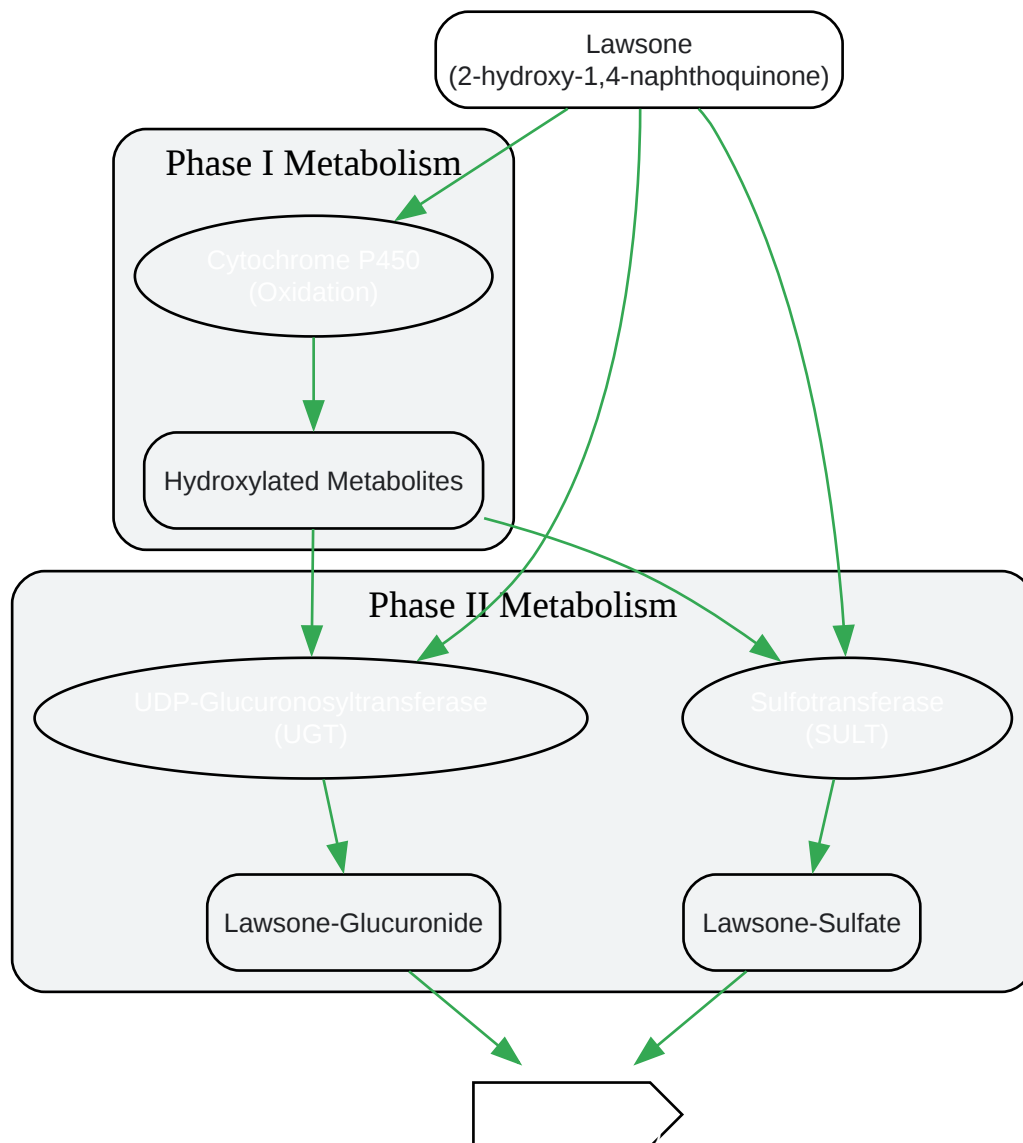 Lawsone
(2-hydroxy-1,4-naphthoquinone)
Phase I Metabolism
Cytochrome P450
(Oxidation)
Hydroxylated Metabolites
Phase II Metabolism
UDP-Glucuronosyltransferase
(UGT)
Sulfotransferase
(SULT)
Lawsone-Glucuronide
Lawsone-Sulfate